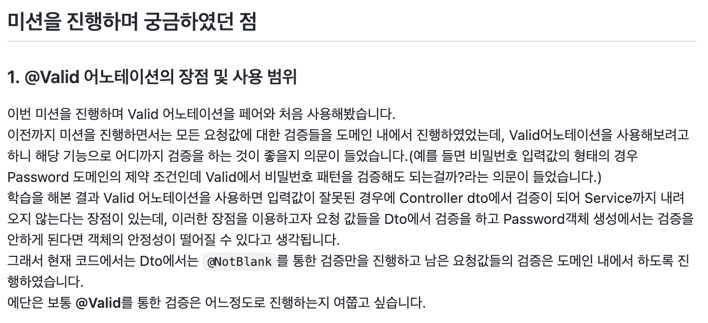 미션을 진행하며 궁금하였던 점
1. @Valid 어노테이션의 장점 및 사용 범위
이번 미션을 진행하며 Valid 어노테이션을 페어와 처음 사용해봤습니다.
이전까지 미션을 진행하면서는 모든 요청값에 대한 검증들을 도메인 내에서 진행하였었는데, Valid어노테이션을 사용해보려고
하니 해당 기능으로 어디까지 검증을 하는 것이 좋을지 의문이 들었습니다.(예를 들면 비밀번호 입력값의 형태의 경우
Password 도메인의 제약 조건인데 Valid에서 비밀번호 패턴을 검증해도 되는걸까?라는 의문이 들었습니다.)
학습을 해본 결과 Valid 어노테이션을 사용하면 입력값이 잘못된 경우에 Controller dto에서 검증이 되어 Service까지 내려
오지 않는다는 장점이 있는데, 이러한 장점을 이용하고자 요청 값들을 Dto에서 검증을 하고 Password객체 생성에서는 검증을
안하게 된다면 객체의 안정성이 떨어질 수 있다고 생각됩니다.
그래서 현재 코드에서는 Dto에서는 @NotBlank 를 통한 검증만을 진행하고 남은 요청값들의 검증은 도메인 내에서 하도록 진
행하였습니다.
에단은 보통 @Valid를 통한 검증은 어느정도로 진행하는지 여쭙고 싶습니다.